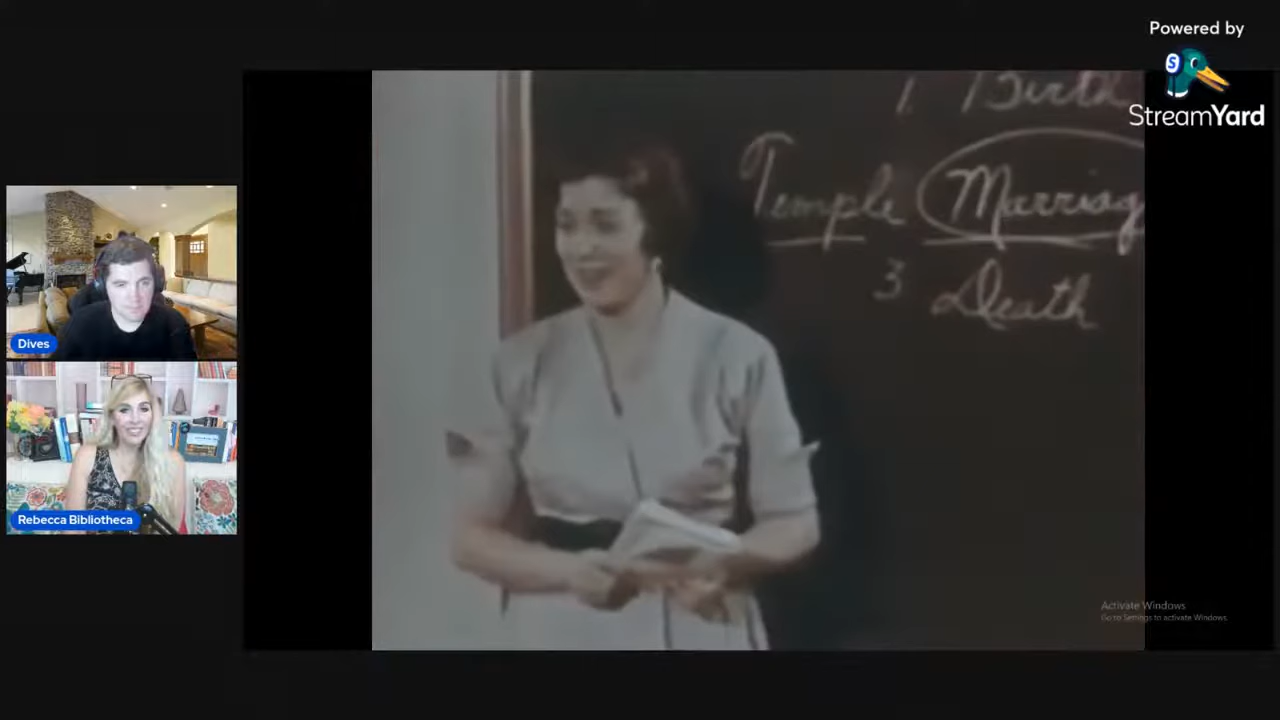 Powered by
StreamYard
1. Birth
Temple Marriag
3 Death
Dives
Rebecca Bibliotheca
Activate Windows
Go to Settings to activate Windows.